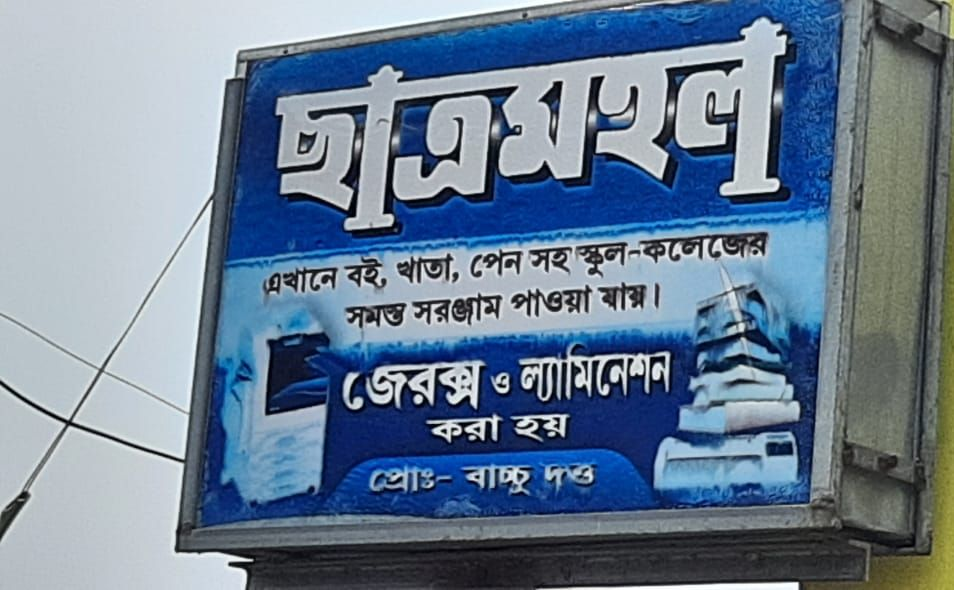 ছাত্রমহল
এখানে বই, খাতা, পেন সহ স্কুল-কলেজের
সমস্ত সরঞ্জাম পাওয়া যায়।
জেরক্স ও ল্যামিনেশন
করা হয়
প্রোঃ- বাচ্চু দত্ত